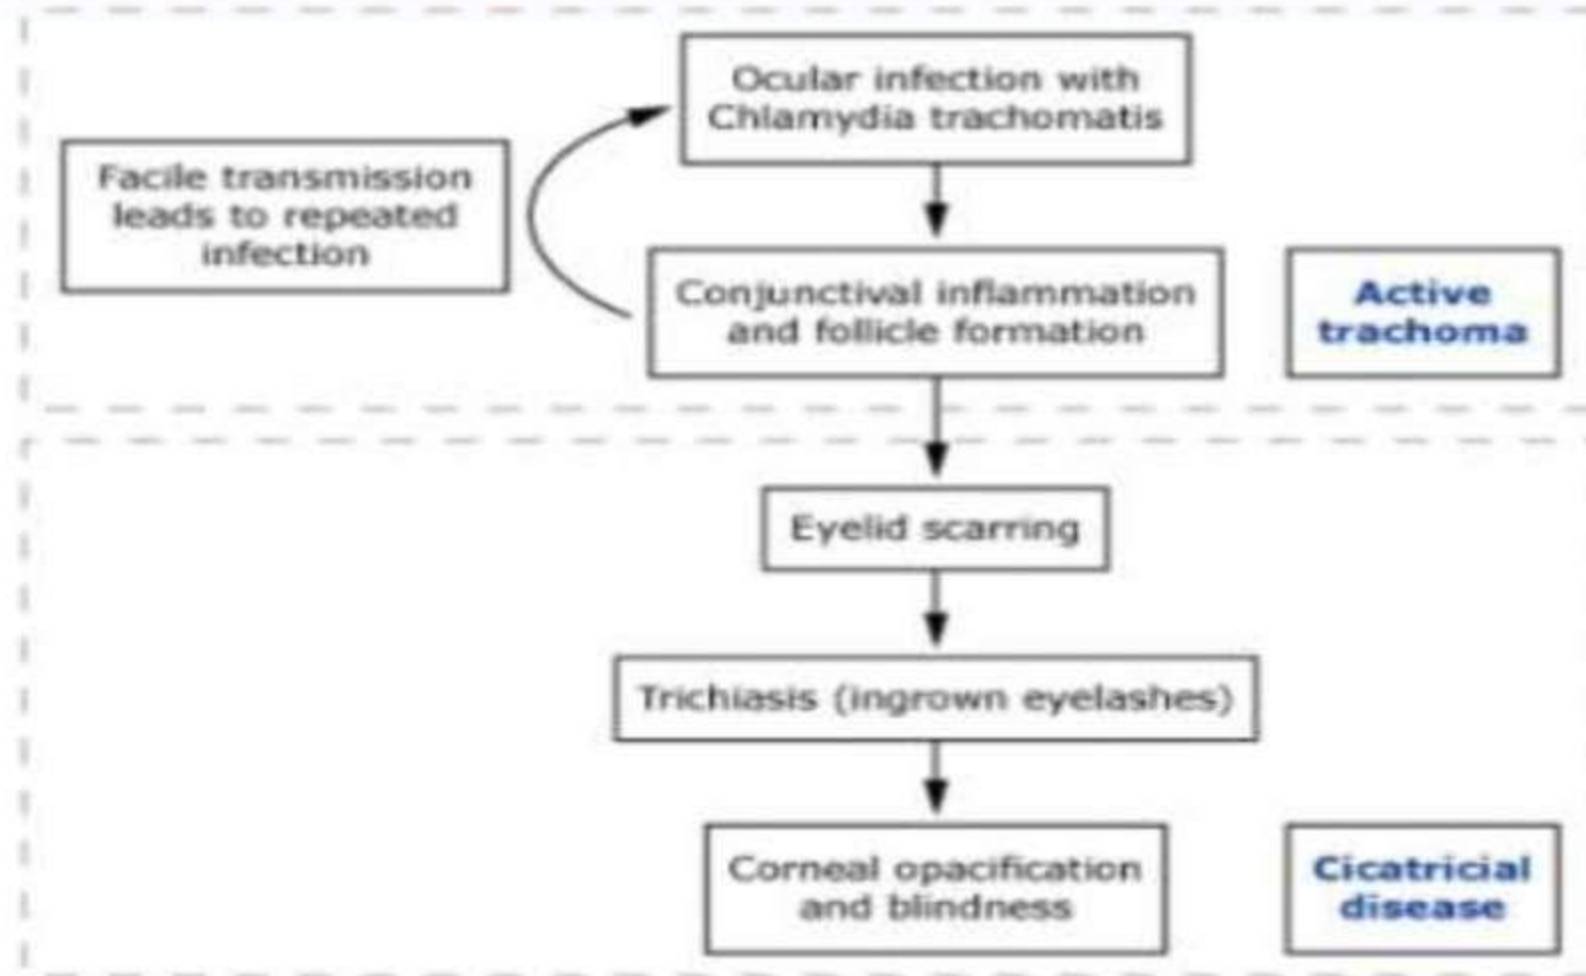 Ocular infection with
Chlamydia trachomatis
Facile transmission
leads to repeated
infection
Conjunctival inflammation
and follicle formation
Active
trachoma
Eyelid scarring
Trichiasis (ingrown eyelashes)
Corneal opacification
and blindness
Cicatricial
disease